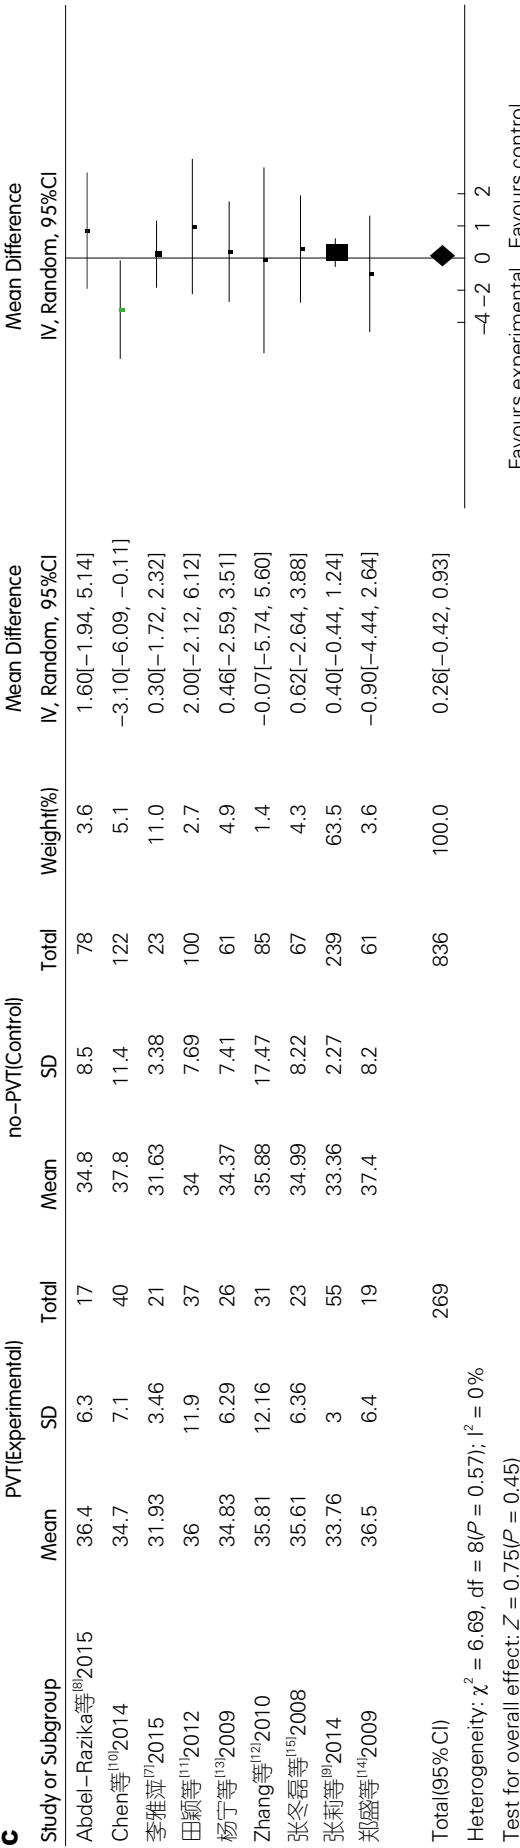 c
PVT(Experimental) no−PVT(Control) Mean Difference Mean Difference
Study or Subgroup Mean SD Total Mean SD Total Weight(%) IV, Random, 95%CI IV, Random, 95%CI
Abdel−Razika等[8]2015 36.4 6.3 17 34.8 8.5 78 3.6 1.60[−1.94, 5.14]
Chen等[10]2014 34.7 7.1 40 37.8 11.4 122 5.1 −3.10[−6.09, −0.11]
李雅萍[7]2015 31.93 3.46 21 31.63 3.38 23 11.0 0.30[−1.72, 2.32]
田颖等[11]2012 36 11.9 37 34 7.69 100 2.7 2.00[−2.12, 6.12]
杨宁等[13]2009 34.83 6.29 26 34.37 7.41 61 4.9 0.46[−2.59, 3.51]
Zhang等[12]2010 35.81 12.16 31 35.88 17.47 85 1.4 −0.07[−5.74, 5.60]
张冬磊等[15]2008 35.61 6.36 23 34.99 8.22 67 4.3 0.62[−2.64, 3.88]
张莉等[9]2014 33.76 3 55 33.36 2.27 239 63.5 0.40[−0.44, 1.24]
郑盛等[14]2009 36.5 6.4 19 37.4 8.2 61 3.6 −0.90[−4.44, 2.64]
Total(95%CI) 269 836 100.0 0.26[−0.42, 0.93]
Heterogeneity: χ² = 6.69, df = 8(P = 0.57); I² = 0%
Test for overall effect: Z = 0.75(P = 0.45)
−4 −2 0 1 2
Favours experimental Favours control